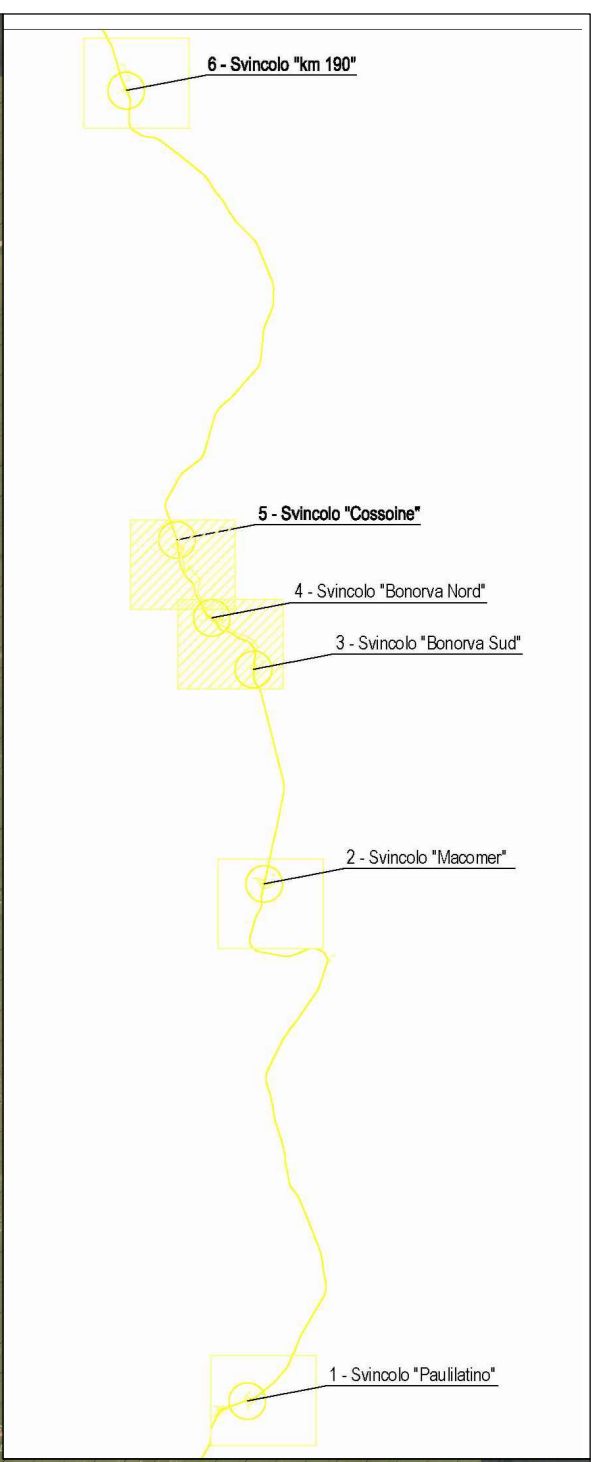 6 - Svincolo "km 190"
5 - Svincolo "Cossoine"
4 - Svincolo "Bonorva Nord"
3 - Svincolo "Bonorva Sud"
2 - Svincolo "Macomer"
1 - Svincolo "Paulilatino"